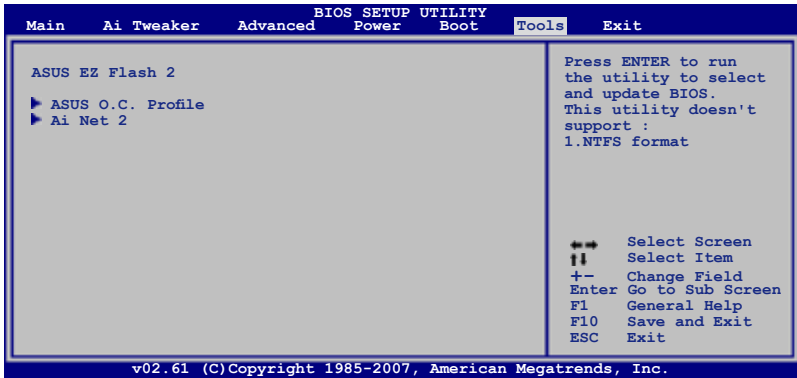 BIOS SETUP UTILITY
Main Ai Tweaker Advanced Power Boot Tools Exit
ASUS EZ Flash 2
ASUS O.C. Profile
Ai Net 2
Press ENTER to run
the utility to select
and update BIOS.
This utility doesn't
support :
1.NTFS format
Select Screen
Select Item
+- Change Field
Enter Go to Sub Screen
F1 General Help
F10 Save and Exit
ESC Exit
v02.61 (C)Copyright 1985-2007, American Megatrends, Inc.